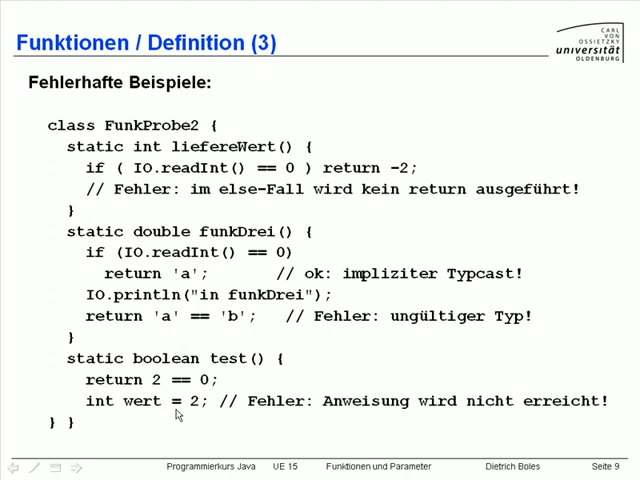 Funktionen / Definition (3)
CARL
VON
OSSIETZKY
universität
OLDENBURG
Fehlerhafte Beispiele:
class FunkProbe2 {
static int liefereWert() {
if ( IO.readInt() == 0 ) return -2;
// Fehler: im else-Fall wird kein return ausgeführt!
}
static double funkDrei() {
if (IO.readInt() == 0)
return 'a'; // ok: impliziter Typcast!
IO.println("in funkDrei");
return 'a' == 'b'; // Fehler: ungültiger Typ!
}
static boolean test() {
return 2 == 0;
int wert = 2; // Fehler: Anweisung wird nicht erreicht!
} }
Programmierkurs Java UE 15 Funktionen und Parameter Dietrich Boles Seite 9